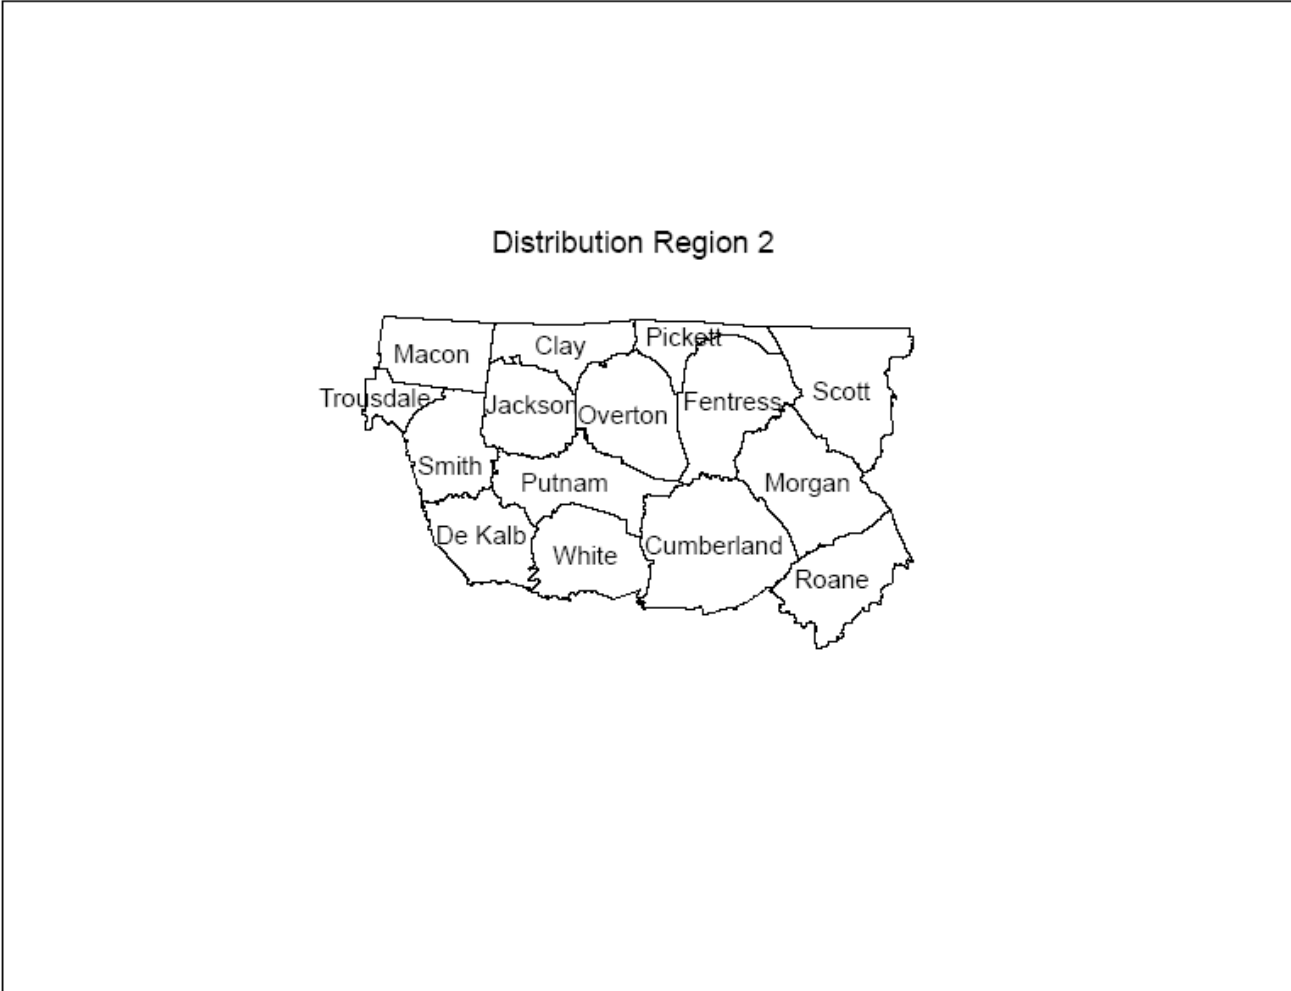 Distribution Region 2
Pickett
Clay
Macon
Scott
Trousdale
Jackson
Fentress
Overton
Smith
Putnam
Morgan
De Kalb
Cumberland
White
Roane